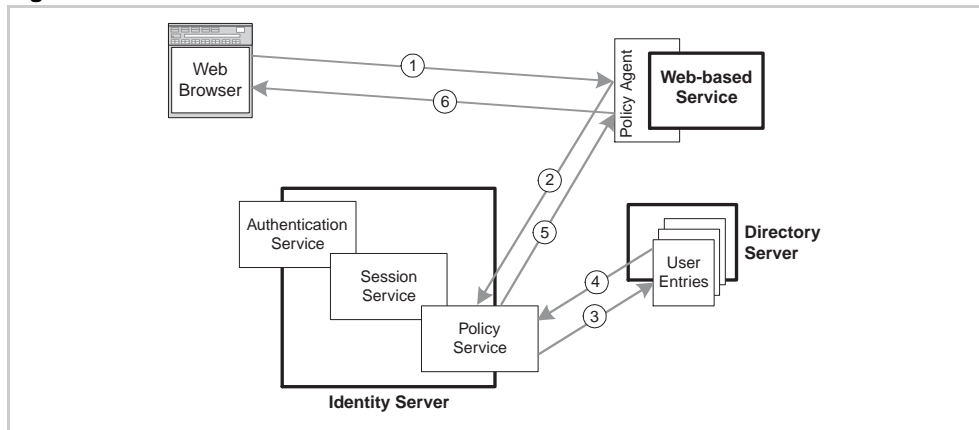 Web
Browser
1
6
Policy Agent
Web-based
Service
2
5
Authentication
Service
Session
Service
Policy
Service
Identity Server
4
3
User
Entries
Directory
Server